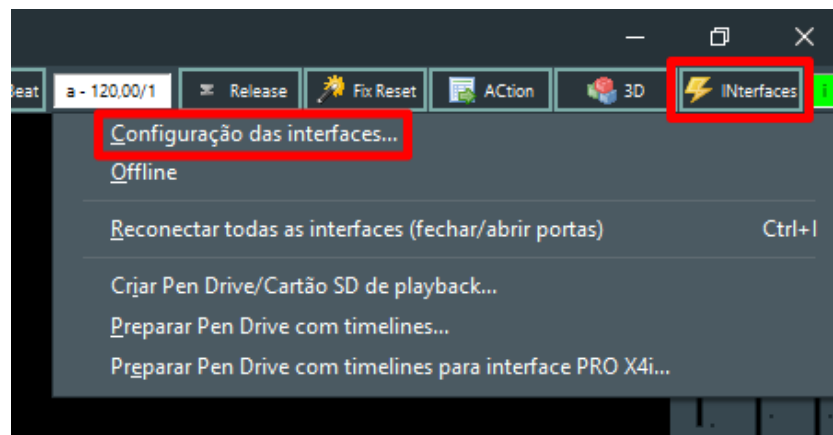 Beat
a - 120,00/1
Release
Fix Reset
ACtion
3D
INterfaces
i
Configuração das interfaces...
Offline
Reconectar todas as interfaces (fechar/abrir portas) Ctrl+I
Criar Pen Drive/Cartão SD de playback...
Preparar Pen Drive com timelines...
Preparar Pen Drive com timelines para interface PRO X4i...